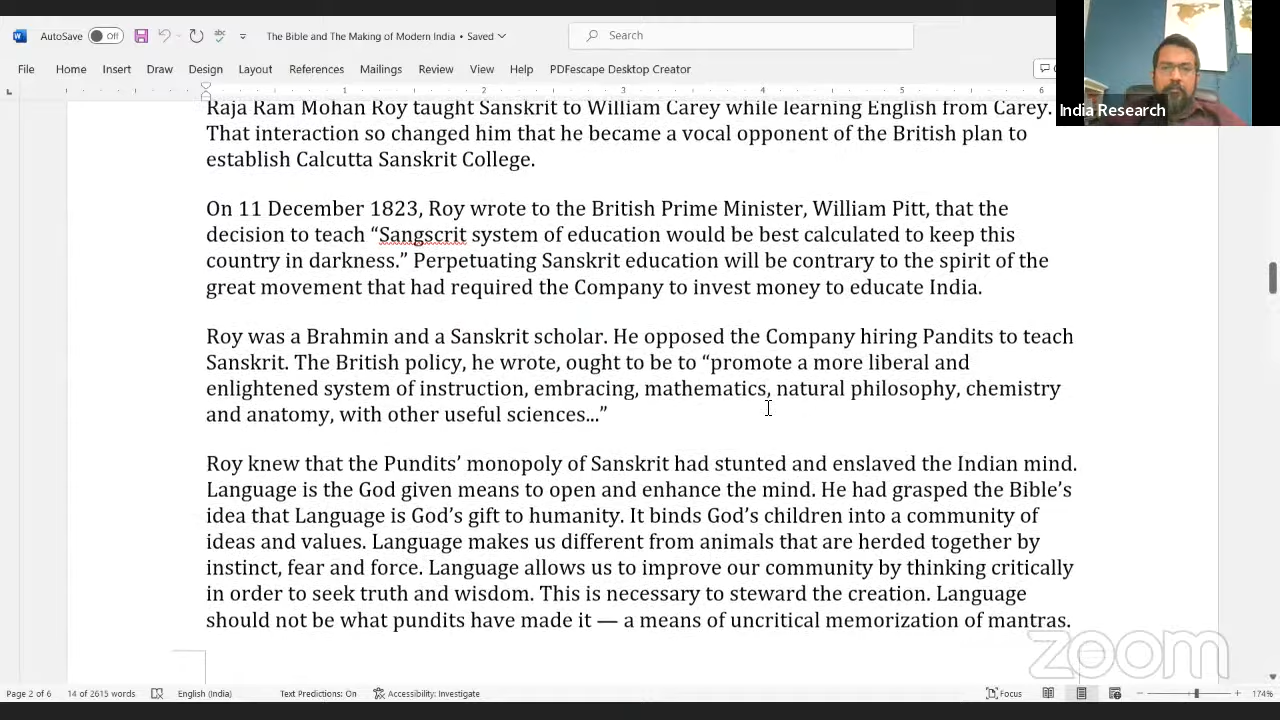 AutoSave Off The Bible and The Making of Modern India • Saved Search
File Home Insert Draw Design Layout References Mailings Review View Help PDFescape Desktop Creator
India Research
1 2 3 4 5 6
Raja Ram Mohan Roy taught Sanskrit to William Carey while learning English from Carey.
That interaction so changed him that he became a vocal opponent of the British plan to
establish Calcutta Sanskrit College.
On 11 December 1823, Roy wrote to the British Prime Minister, William Pitt, that the
decision to teach “Sangscrit system of education would be best calculated to keep this
country in darkness.” Perpetuating Sanskrit education will be contrary to the spirit of the
great movement that had required the Company to invest money to educate India.
Roy was a Brahmin and a Sanskrit scholar. He opposed the Company hiring Pandits to teach
Sanskrit. The British policy, he wrote, ought to be to “promote a more liberal and
enlightened system of instruction, embracing, mathematics, natural philosophy, chemistry
and anatomy, with other useful sciences...”
Roy knew that the Pundits’ monopoly of Sanskrit had stunted and enslaved the Indian mind.
Language is the God given means to open and enhance the mind. He had grasped the Bible’s
idea that Language is God’s gift to humanity. It binds God’s children into a community of
ideas and values. Language makes us different from animals that are herded together by
instinct, fear and force. Language allows us to improve our community by thinking critically
in order to seek truth and wisdom. This is necessary to steward the creation. Language
should not be what pundits have made it — a means of uncritical memorization of mantras.
zoom
Page 2 of 6 14 of 2615 words English (India) Text Predictions: On Accessibility: Investigate Focus 174%